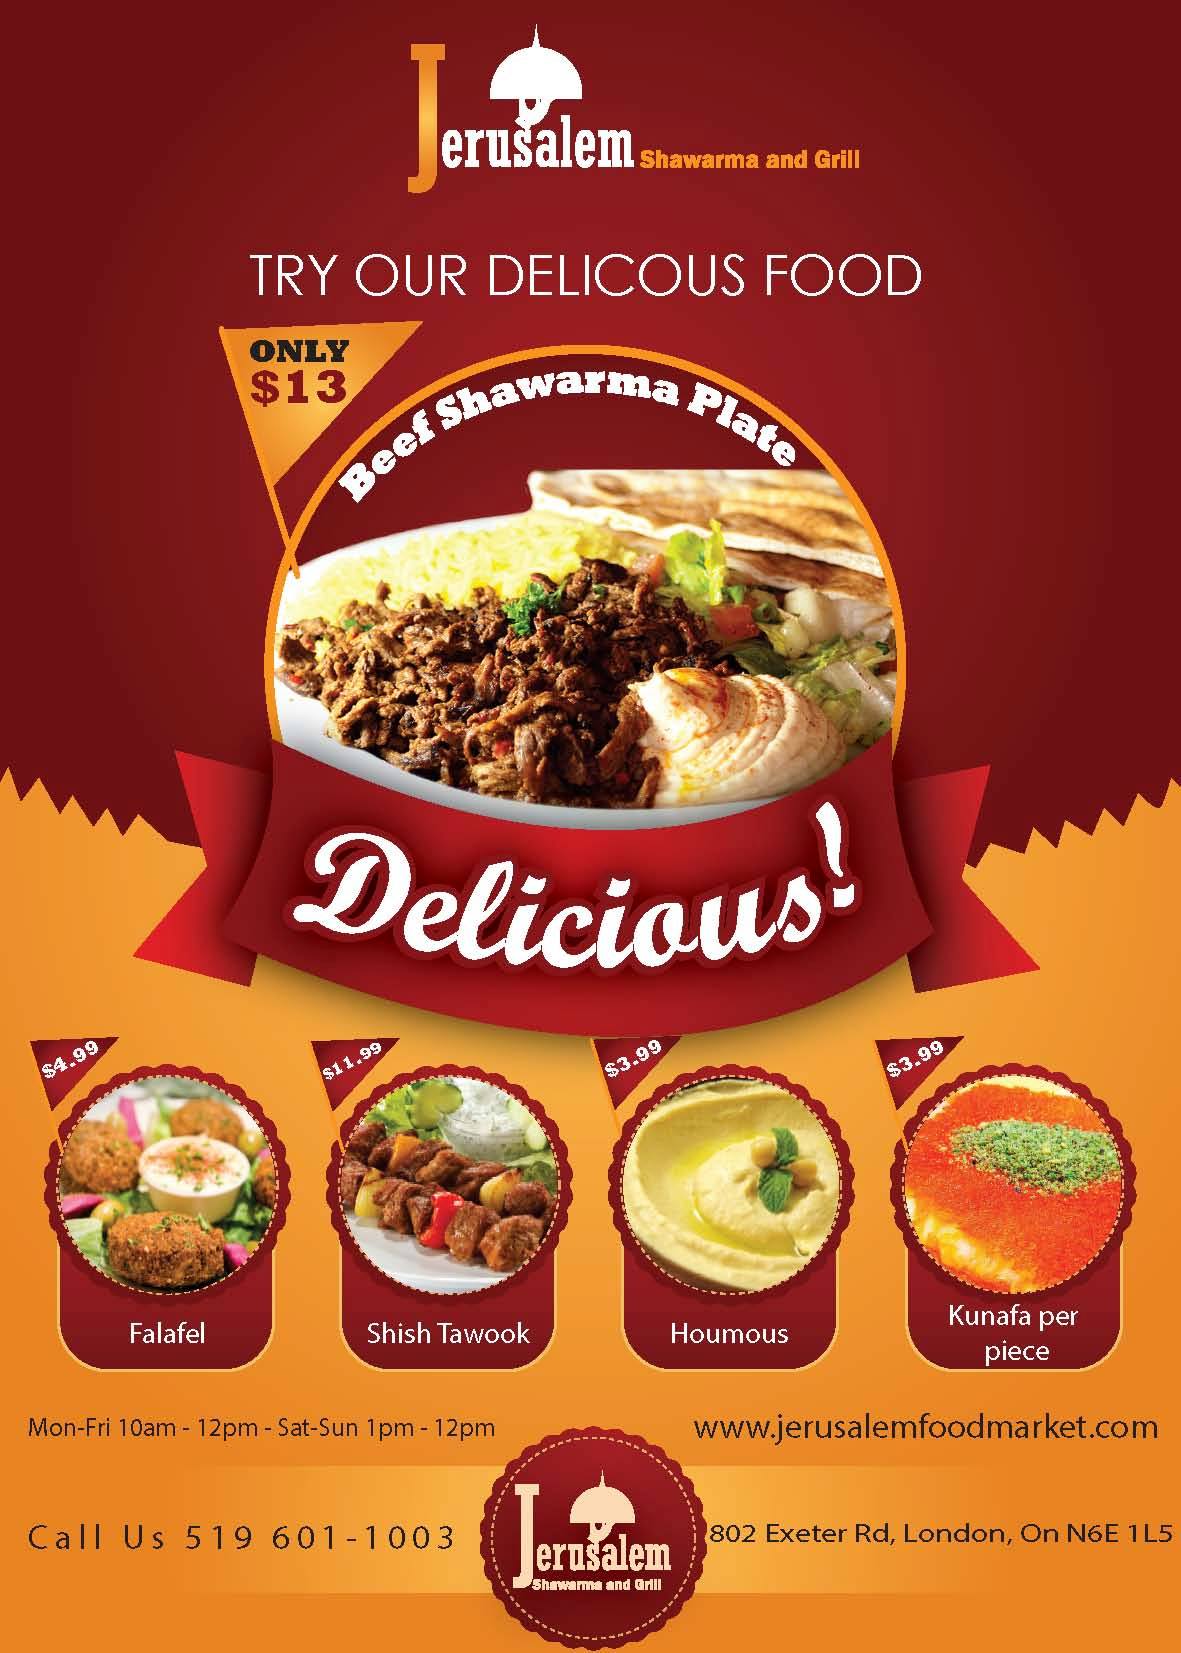 Jerusalem Shawarma and Grill
TRY OUR DELICOUS FOOD
ONLY
$13
Beef Shawarma Plate
Delicious!
$4.99
$11.99
$3.99
$3.99
Falafel
Shish Tawook
Houmous
Kunafa per
piece
Mon-Fri 10am - 12pm - Sat-Sun 1pm - 12pm
www.jerusalemfoodmarket.com
Call Us 519 601-1003
Jerusalem
Shawarma and Grill
802 Exeter Rd, London, On N6E 1L5